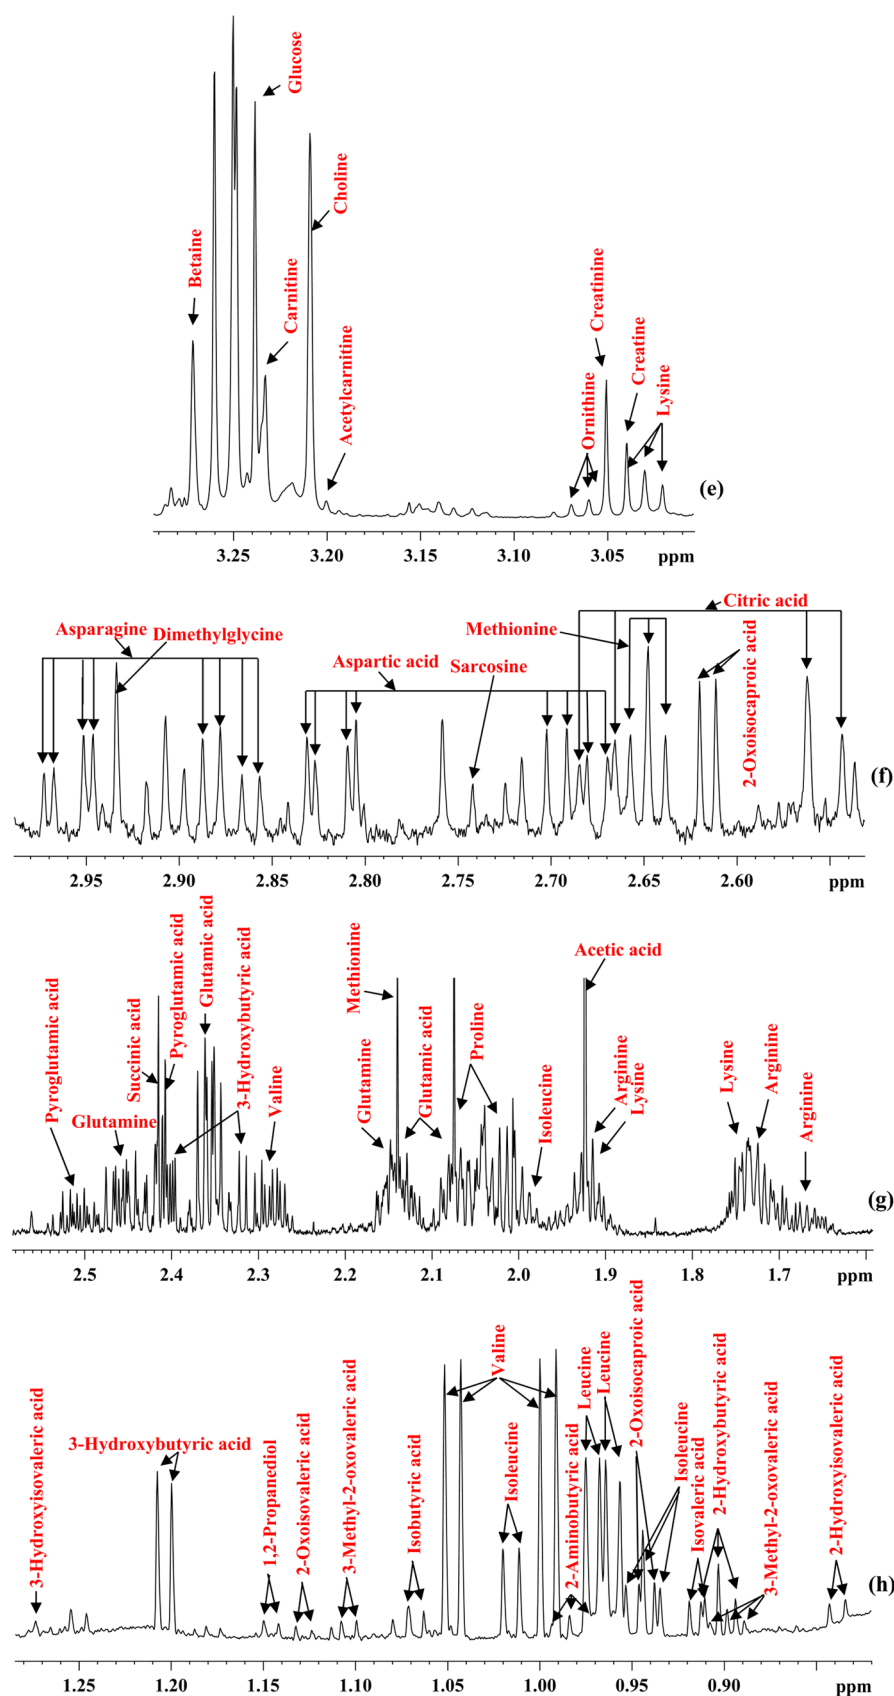 Glucose
Choline
Betaine
Carnitine
Acetylcarnitine
Creatinine
Creatine
Ornithine
Lysine
(e)
3.25 3.20 3.15 3.10 3.05 ppm
Citric acid
Asparagine
Dimethylglycine
Methionine
Aspartic acid
Sarcosine
2-Oxoisocaproic acid
(f)
2.95 2.90 2.85 2.80 2.75 2.70 2.65 2.60 ppm
Pyroglutamic acid
Glutamine
Succinic acid
Pyroglutamic acid
Glutamic acid
3-Hydroxybutyric acid
Valine
Methionine
Glutamine
Glutamic acid
Proline
Isoleucine
Acetic acid
Arginine
Lysine
Lysine
Arginine
Arginine
(g)
2.5 2.4 2.3 2.2 2.1 2.0 1.9 1.8 1.7 ppm
3-Hydroxyisovaleric acid
3-Hydroxybutyric acid
1,2-Propanediol
2-Oxoisovaleric acid
3-Methyl-2-oxovaleric acid
Isobutyric acid
Valine
Isoleucine
2-Aminobutyric acid
Leucine
Leucine
2-Oxoisocaproic acid
Isoleucine
Isovaleric acid
2-Hydroxybutyric acid
3-Methyl-2-oxovaleric acid
2-Hydroxyisovaleric acid
(h)
1.25 1.20 1.15 1.10 1.05 1.00 0.95 0.90 ppm